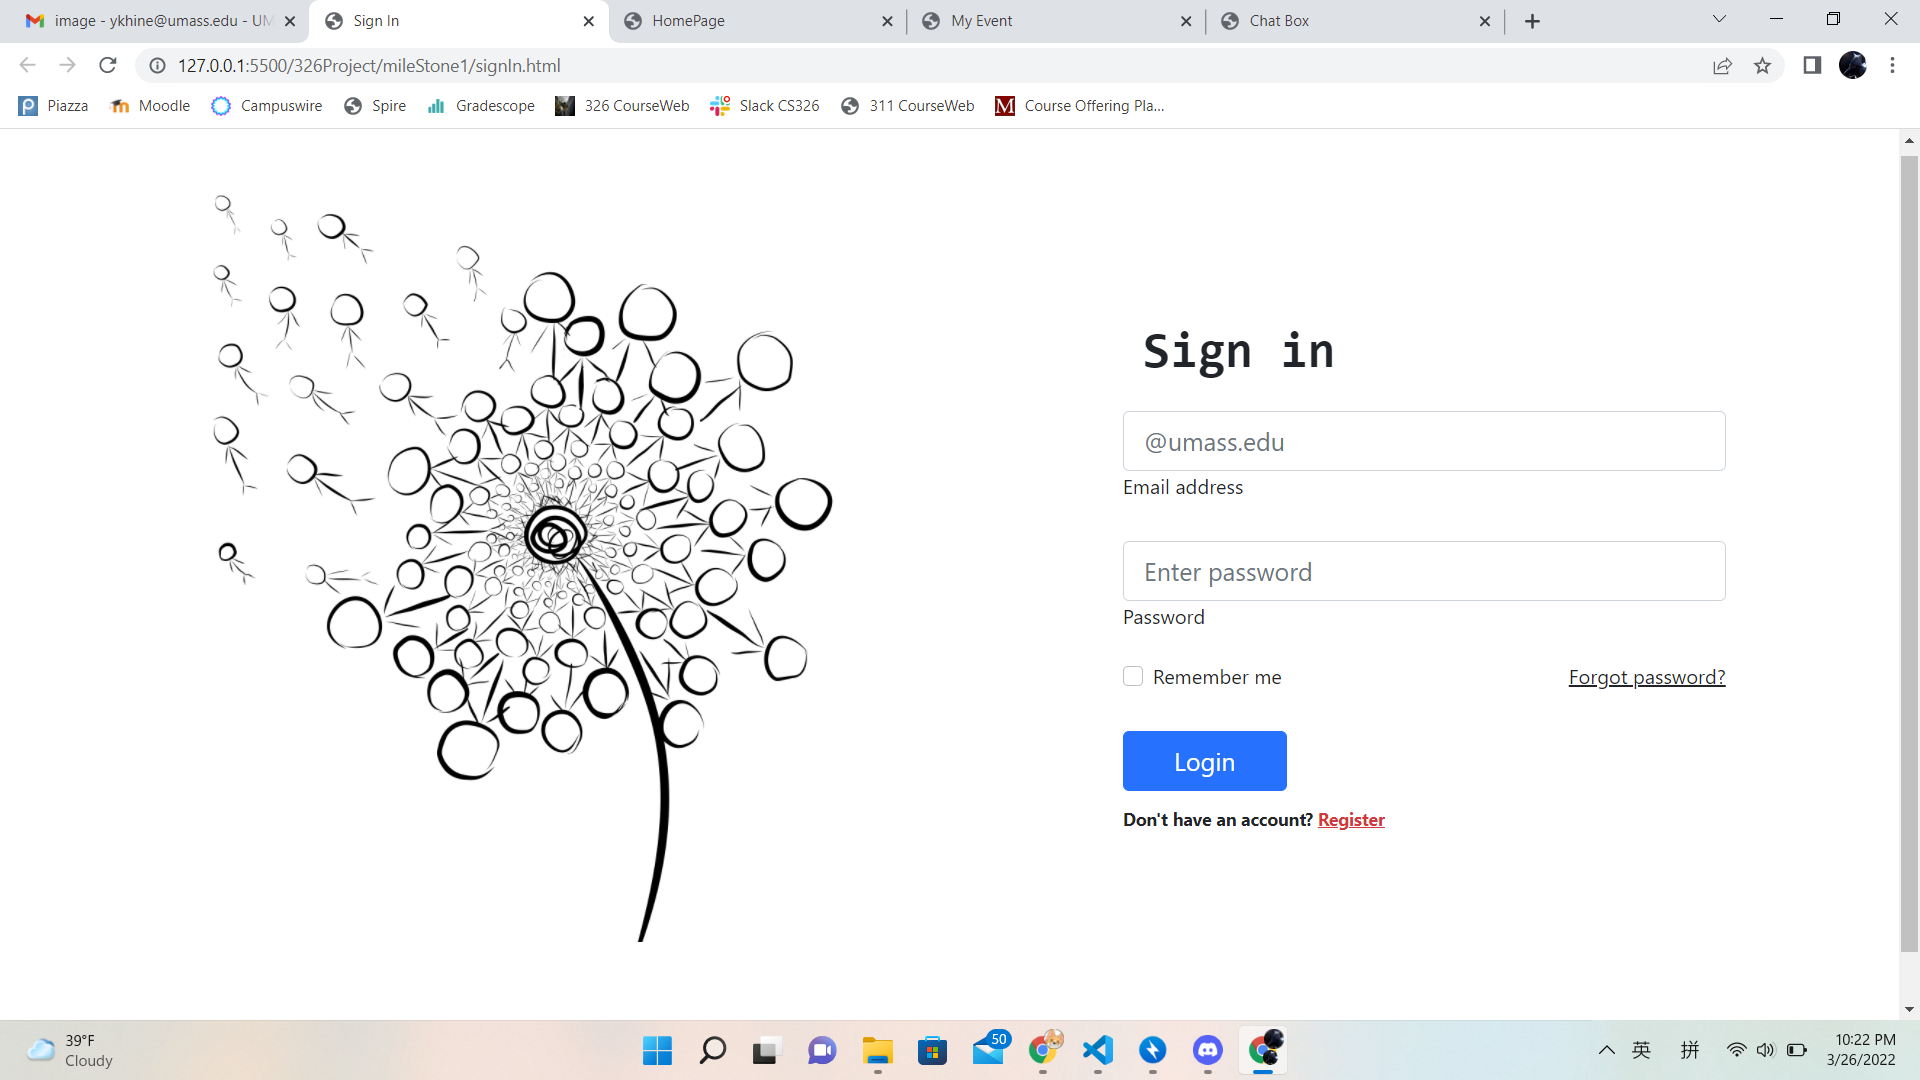 image - ykhine@umass.edu - UM
Sign In
HomePage
My Event
Chat Box
127.0.0.1:5500/326Project/mileStone1/signIn.html
Piazza
Moodle
Campuswire
Spire
Gradescope
326 CourseWeb
Slack CS326
311 CourseWeb
M Course Offering Pla...
Sign in
@umass.edu
Email address
Enter password
Password
Remember me
Forgot password?
Login
Don't have an account? Register
39°F
Cloudy
50
英
拼
10:22 PM
3/26/2022